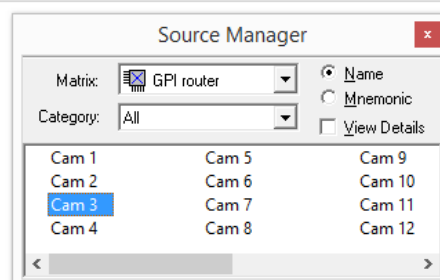 Source Manager
x
Matrix: GPI router
Name
Mnemonic
Category: All
View Details
Cam 1 Cam 5 Cam 9
Cam 2 Cam 6 Cam 10
Cam 3 Cam 7 Cam 11
Cam 4 Cam 8 Cam 12